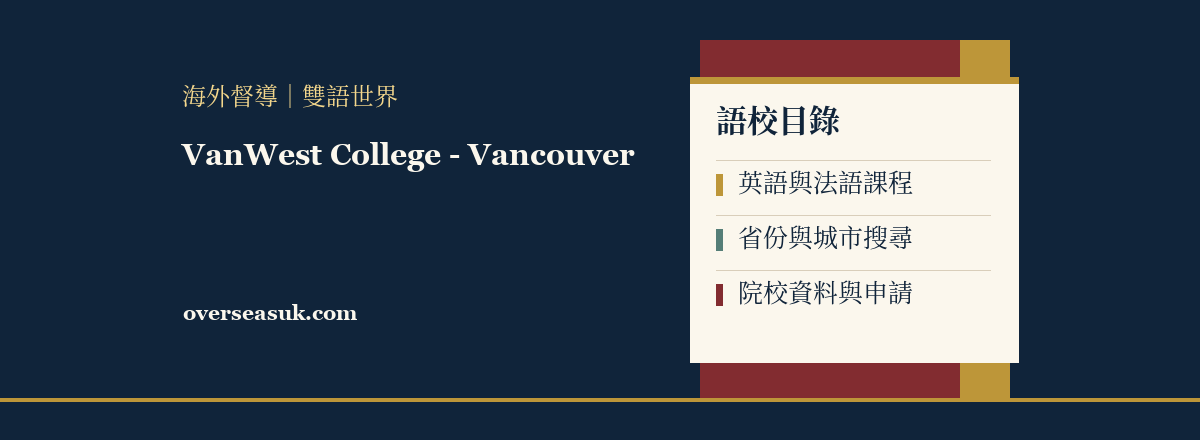 海外督導｜雙語世界
VanWest College - Vancouver
overseasuk.com
語校目錄
英語與法語課程
省份與城市搜尋
院校資料與申請